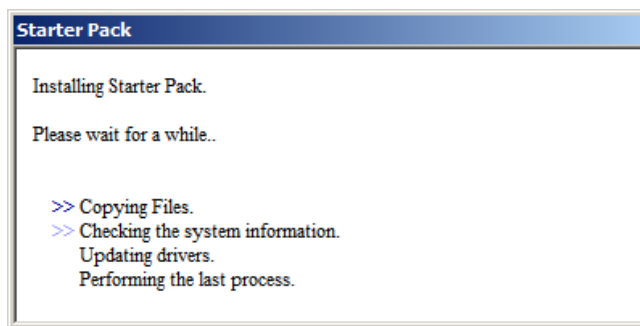 Starter Pack
Installing Starter Pack.
Please wait for a while..
>> Copying Files.
>> Checking the system information.
Updating drivers.
Performing the last process.